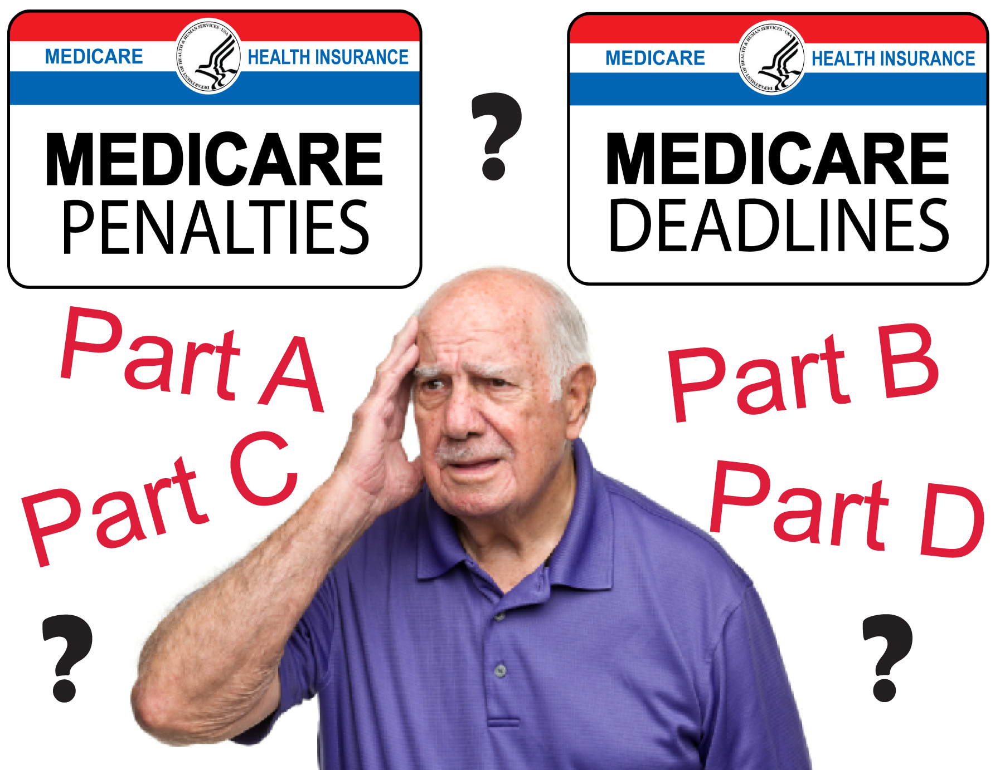 MEDICARE HEALTH INSURANCE
DEPARTMENT OF HEALTH & HUMAN SERVICES · USA
MEDICARE
PENALTIES
?
MEDICARE HEALTH INSURANCE
DEPARTMENT OF HEALTH & HUMAN SERVICES · USA
MEDICARE
DEADLINES
Part A
Part B
Part C
Part D
?
?